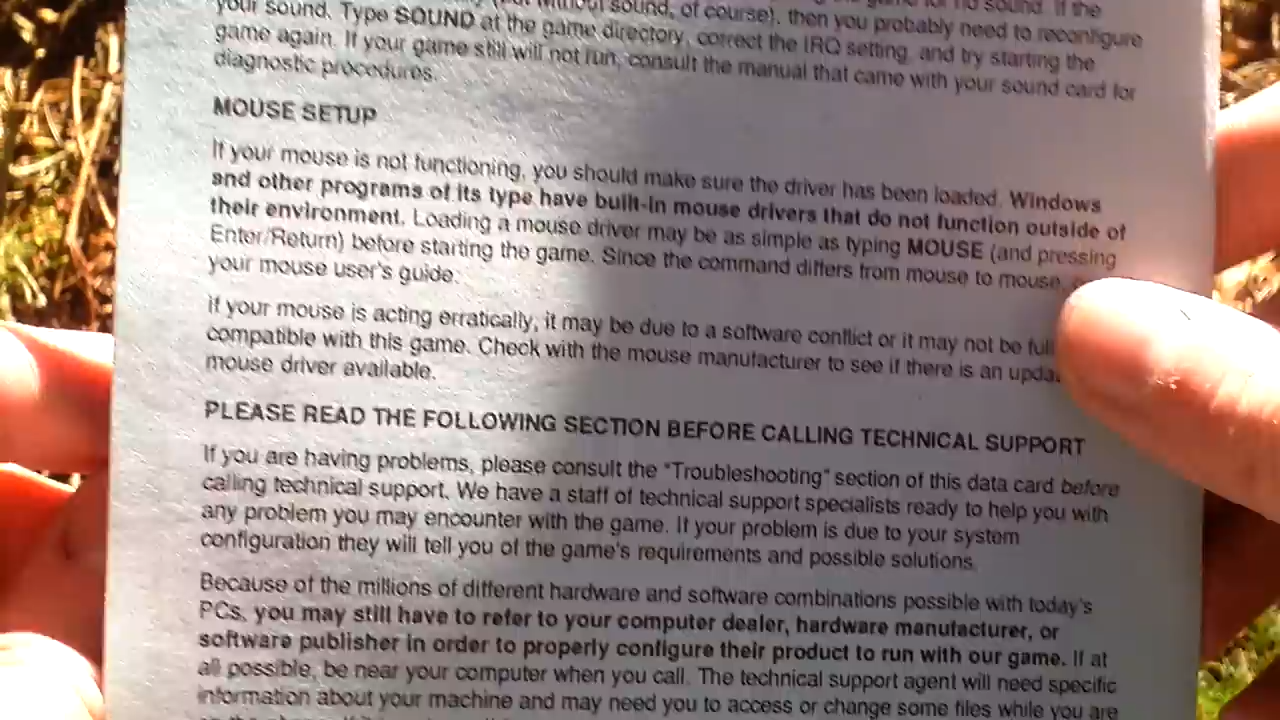 without sound, of course), then you probably need to reconfigure
your sound. Type SOUND at the game directory, correct the IRQ setting, and try starting the
game again. If your game still will not run, consult the manual that came with your sound card for
diagnostic procedures.
MOUSE SETUP
If your mouse is not functioning, you should make sure the driver has been loaded. Windows
and other programs of its type have built-in mouse drivers that do not function outside of
their environment. Loading a mouse driver may be as simple as typing MOUSE (and pressing
Enter/Return) before starting the game. Since the command differs from mouse to mouse,
your mouse user's guide.
If your mouse is acting erratically, it may be due to a software conflict or it may not be
compatible with this game. Check with the mouse manufacturer to see if there is an
mouse driver available.
PLEASE READ THE FOLLOWING SECTION BEFORE CALLING TECHNICAL SUPPORT
If you are having problems, please consult the "Troubleshooting" section of this data card before
calling technical support. We have a staff of technical support specialists ready to help you with
any problem you may encounter with the game. If your problem is due to your system
configuration they will tell you of the game's requirements and possible solutions.
Because of the millions of different hardware and software combinations possible with today's
PCs, you may still have to refer to your computer dealer, hardware manufacturer, or
software publisher in order to properly configure their product to run with our game. If at
all possible, be near your computer when you call. The technical support agent will need specific
information about your machine and may need you to access or change some files while you are